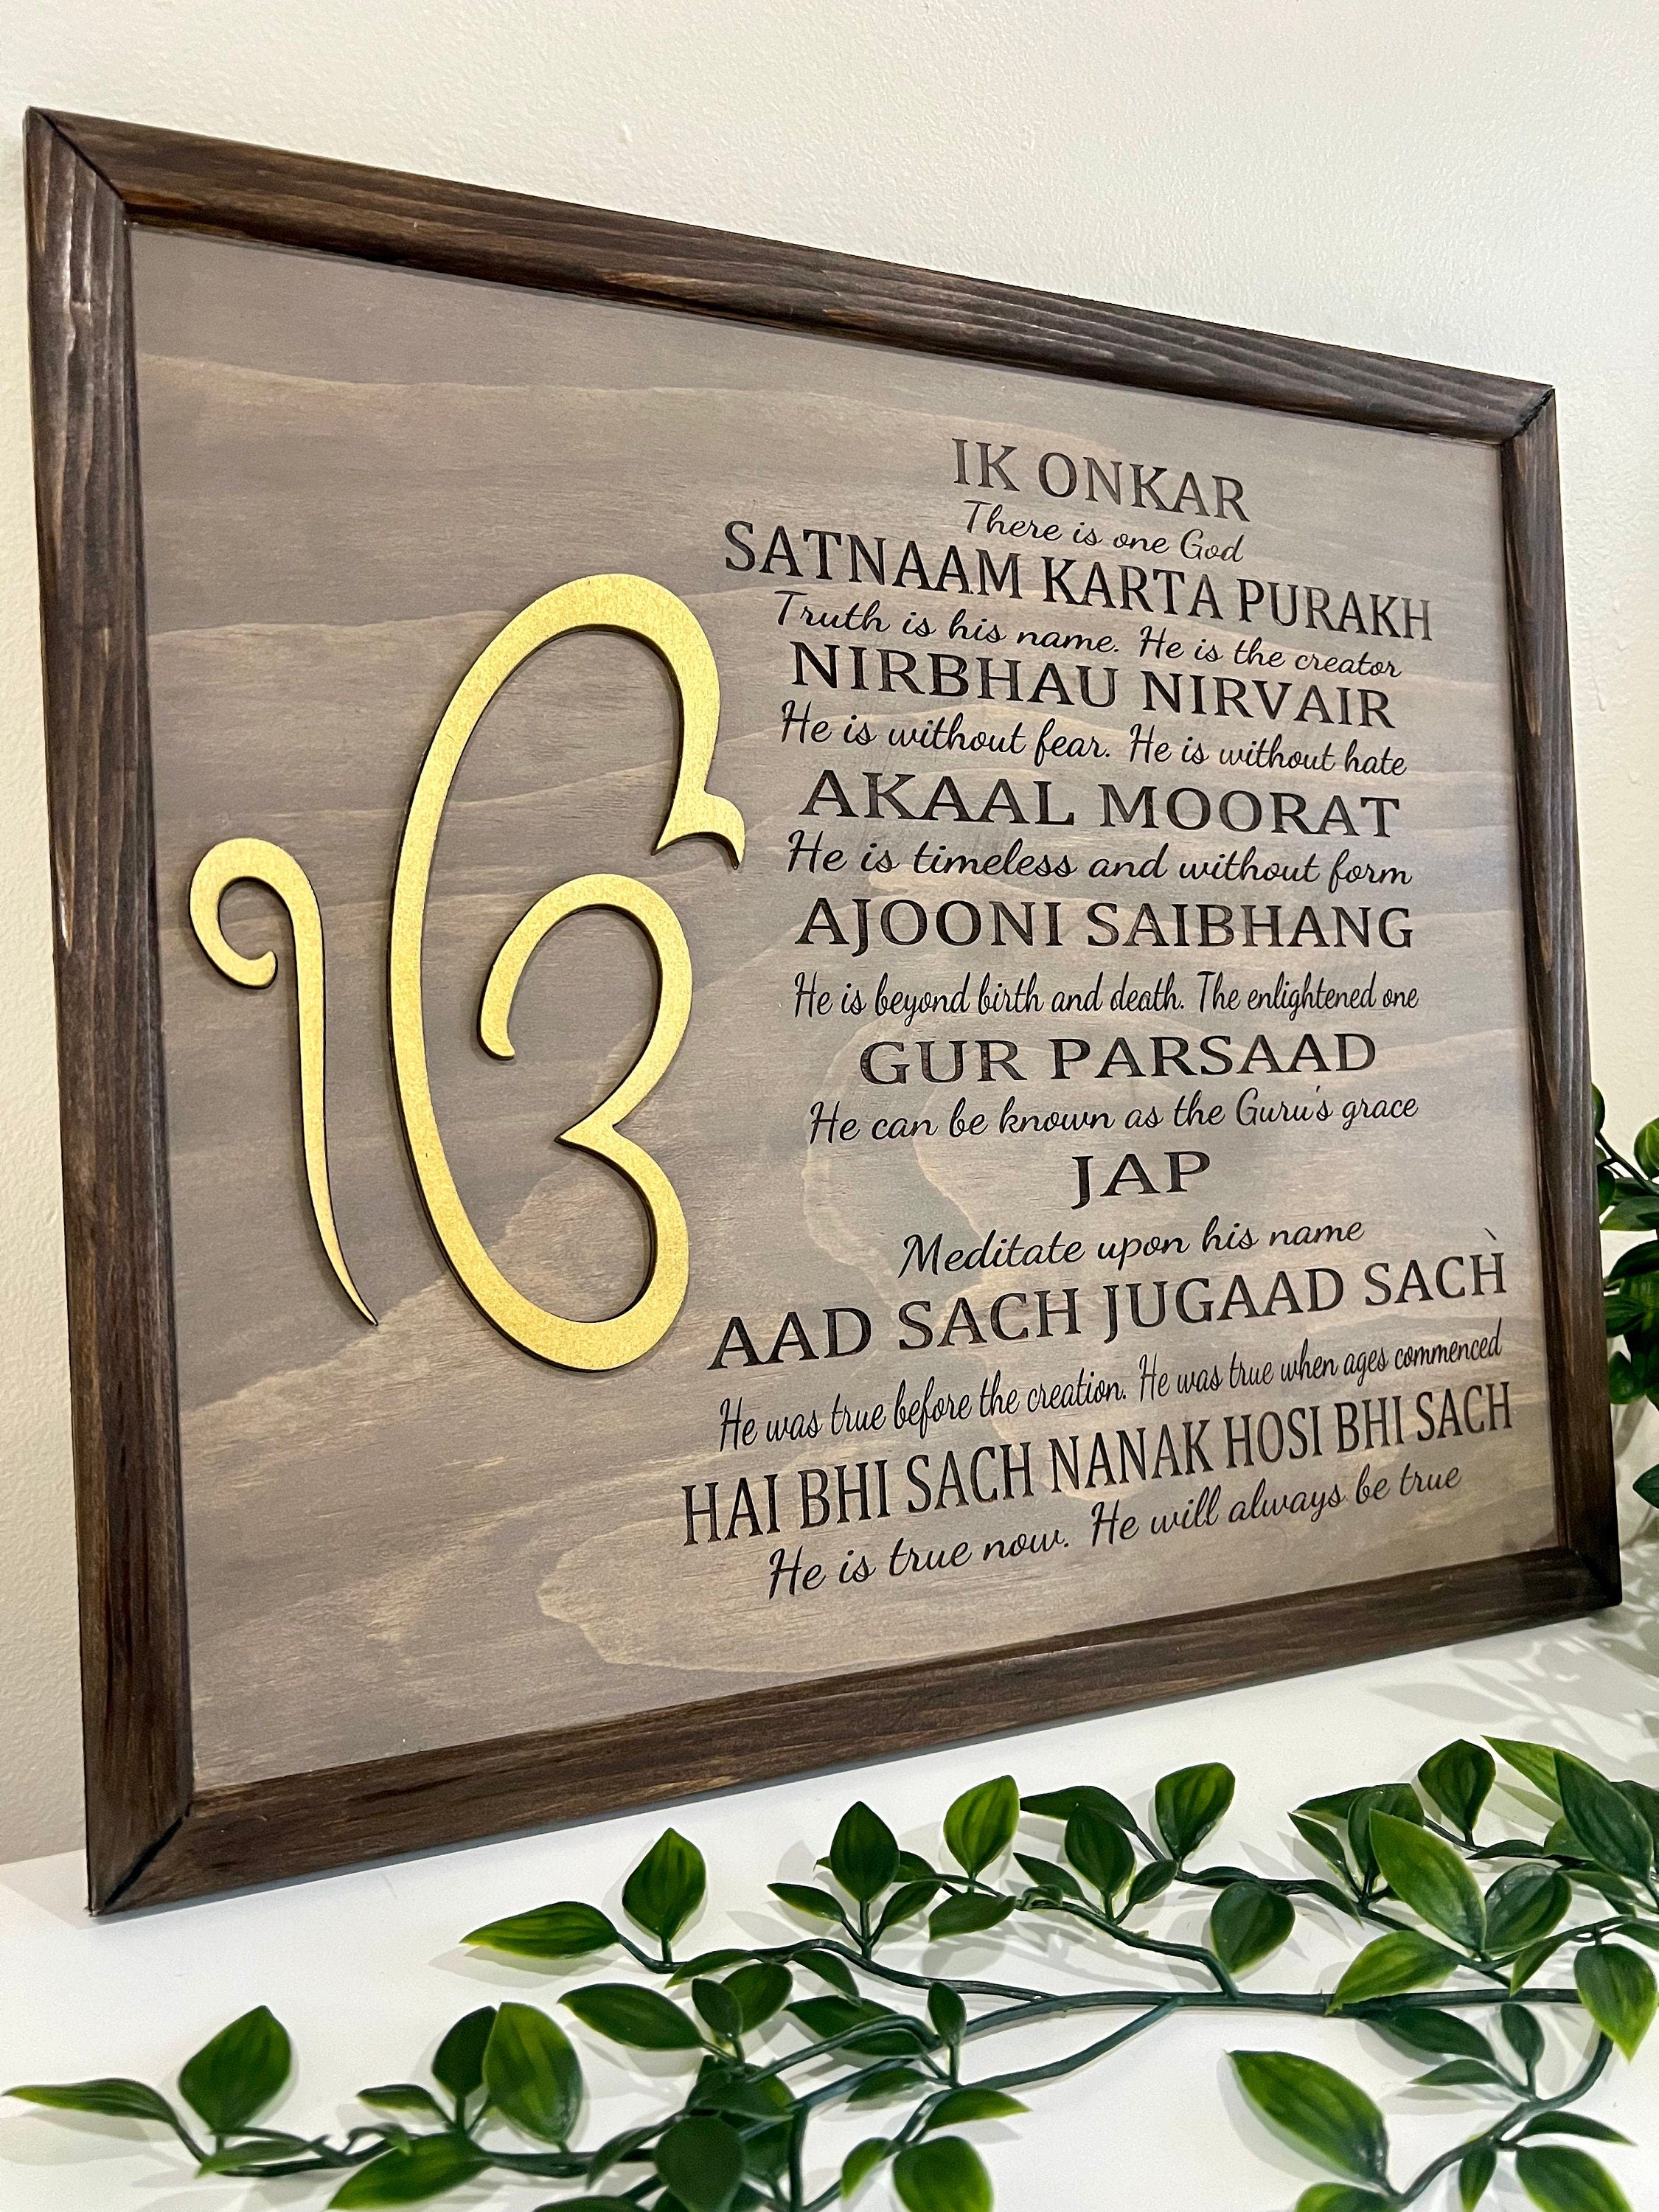 ੴ
IK ONKAR
There is one God
SATNAAM KARTA PURAKH
Truth is his name. He is the creator
NIRBHAU NIRVAIR
He is without fear. He is without hate
AKAAL MOORAT
He is timeless and without form
AJOONI SAIBHANG
He is beyond birth and death. The enlightened one
GUR PARSAAD
He can be known as the Guru's grace
JAP
Meditate upon his name
AAD SACH JUGAAD SACH̀
He was true before the creation. He was true when ages commenced
HAI BHI SACH NANAK HOSI BHI SACH
He is true now. He will always be true